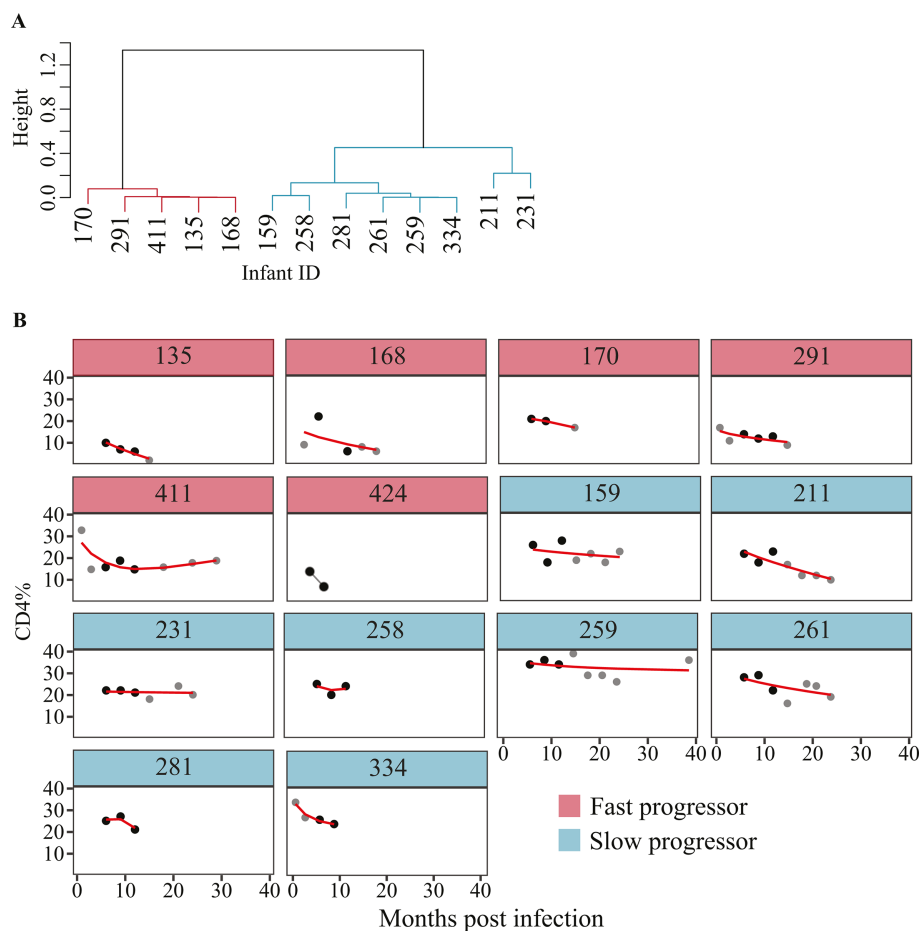 A
Height
0.0 0.4 0.8 1.2
170 291 411 135 168 159 258 281 261 259 334 211 231
Infant ID
B
135 168 170 291
40
30
20
10
411 424 159 211
40
30
20
10
CD4%
231 258 259 261
40
30
20
10
0 10 20 30 40 0 10 20 30 40
281 334
40
30
20
10
Fast progressor
Slow progressor
0 10 20 30 40 0 10 20 30 40
Months post infection